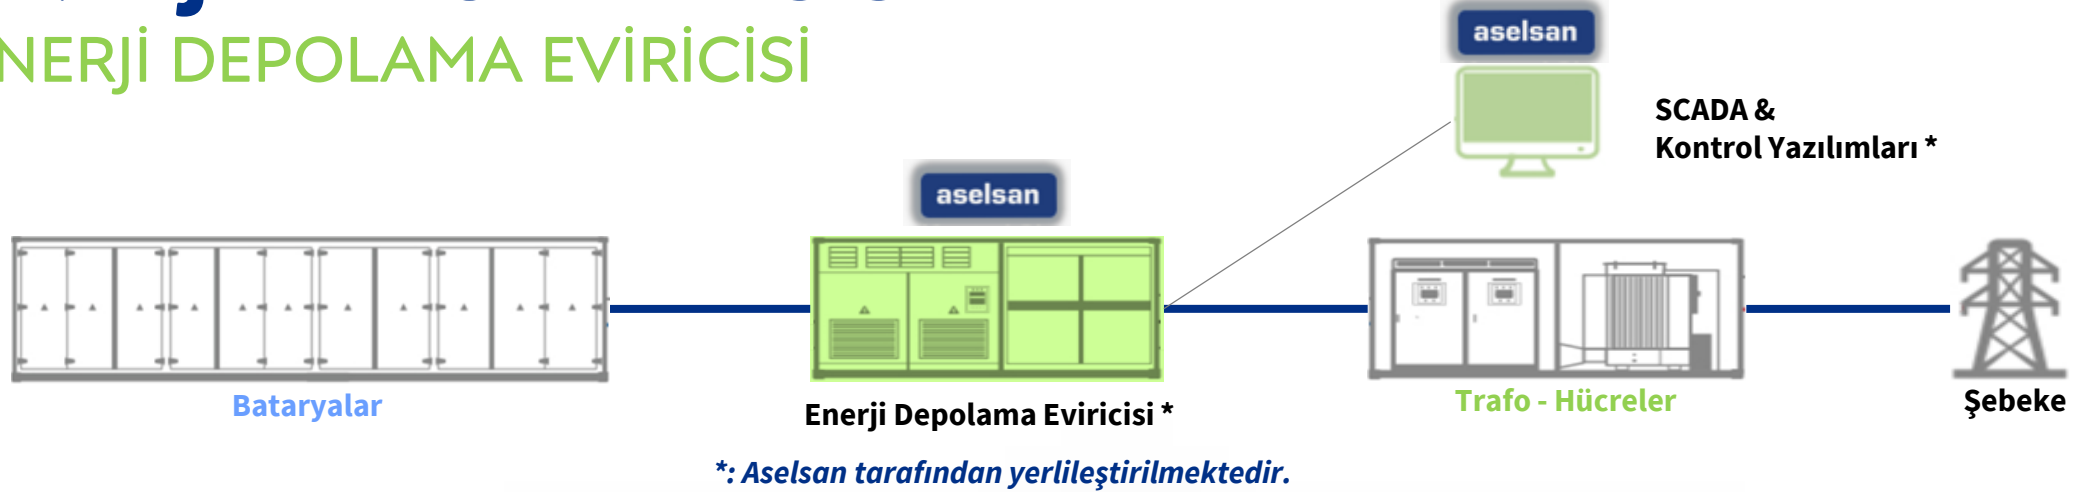 NERJİ DEPOLAMA EVİRİCİSİ
aselsan
SCADA &
Kontrol Yazılımları *
aselsan
Bataryalar
Enerji Depolama Eviricisi *
Trafo - Hücreler
Şebeke
*: Aselsan tarafından yerlileştirilmektedir.